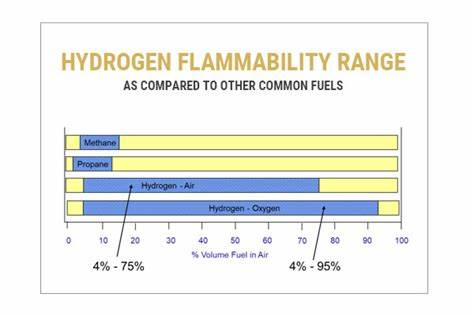 HYDROGEN FLAMMABILITY RANGE
AS COMPARED TO OTHER COMMON FUELS
Methane
Propane
Hydrogen - Air
Hydrogen - Oxygen
0 10 20 30 40 50 60 70 80 90 100
% Volume Fuel in Air
4% - 75% 4% - 95%